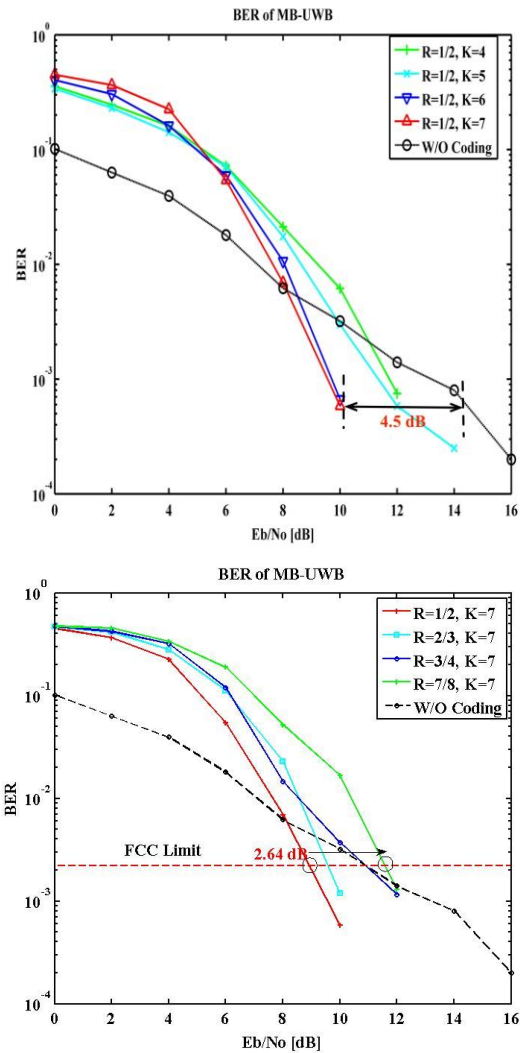 BER of MB-UWB
10^0
R=1/2, K=4
R=1/2, K=5
R=1/2, K=6
R=1/2, K=7
W/O Coding
10^-1
BER
10^-2
10^-3
4.5 dB
10^-4
0 2 4 6 8 10 12 14 16
Eb/No [dB]
BER of MB-UWB
10^0
R=1/2, K=7
R=2/3, K=7
R=3/4, K=7
R=7/8, K=7
W/O Coding
10^-1
BER
10^-2
FCC Limit
2.64 dB
10^-3
10^-4
0 2 4 6 8 10 12 14 16
Eb/No [dB]